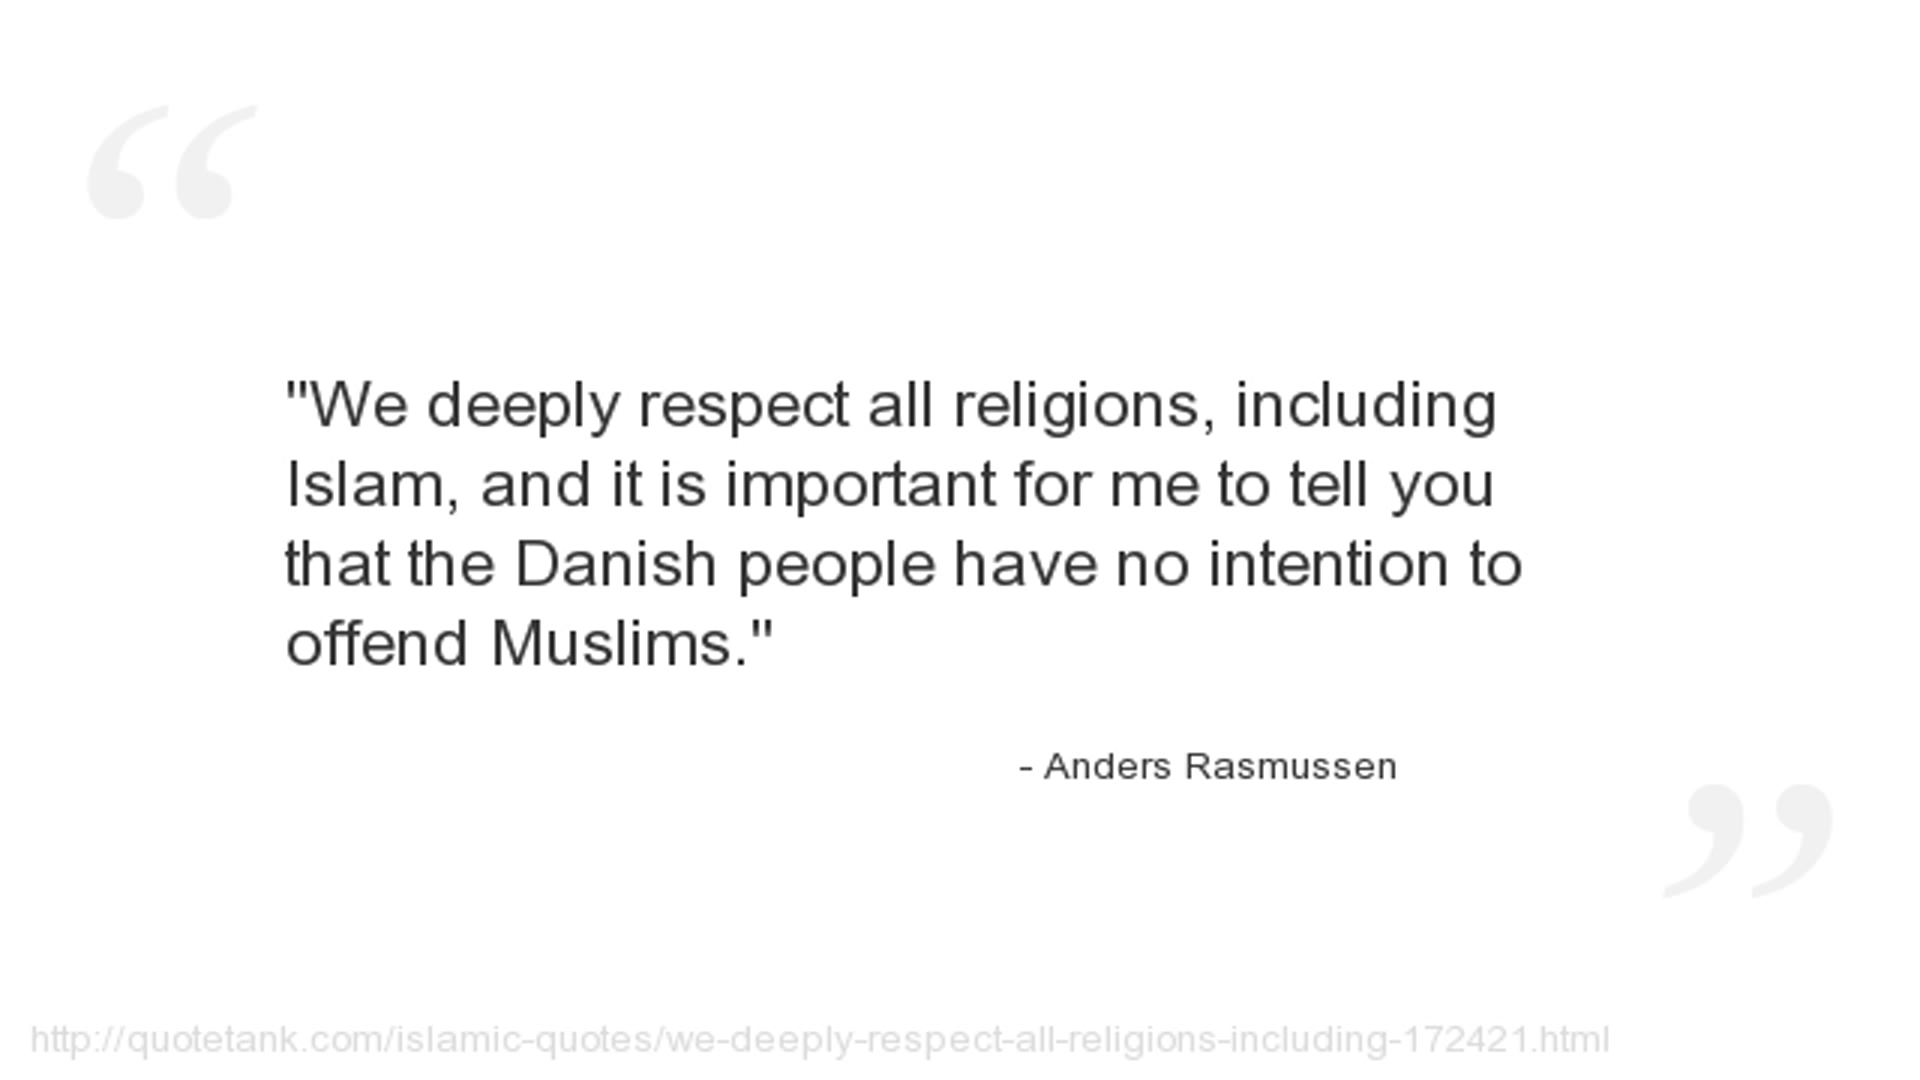 "We deeply respect all religions, including
Islam, and it is important for me to tell you
that the Danish people have no intention to
offend Muslims."
- Anders Rasmussen
http://quotetank.com/islamic-quotes/we-deeply-respect-all-religions-including-172421.html